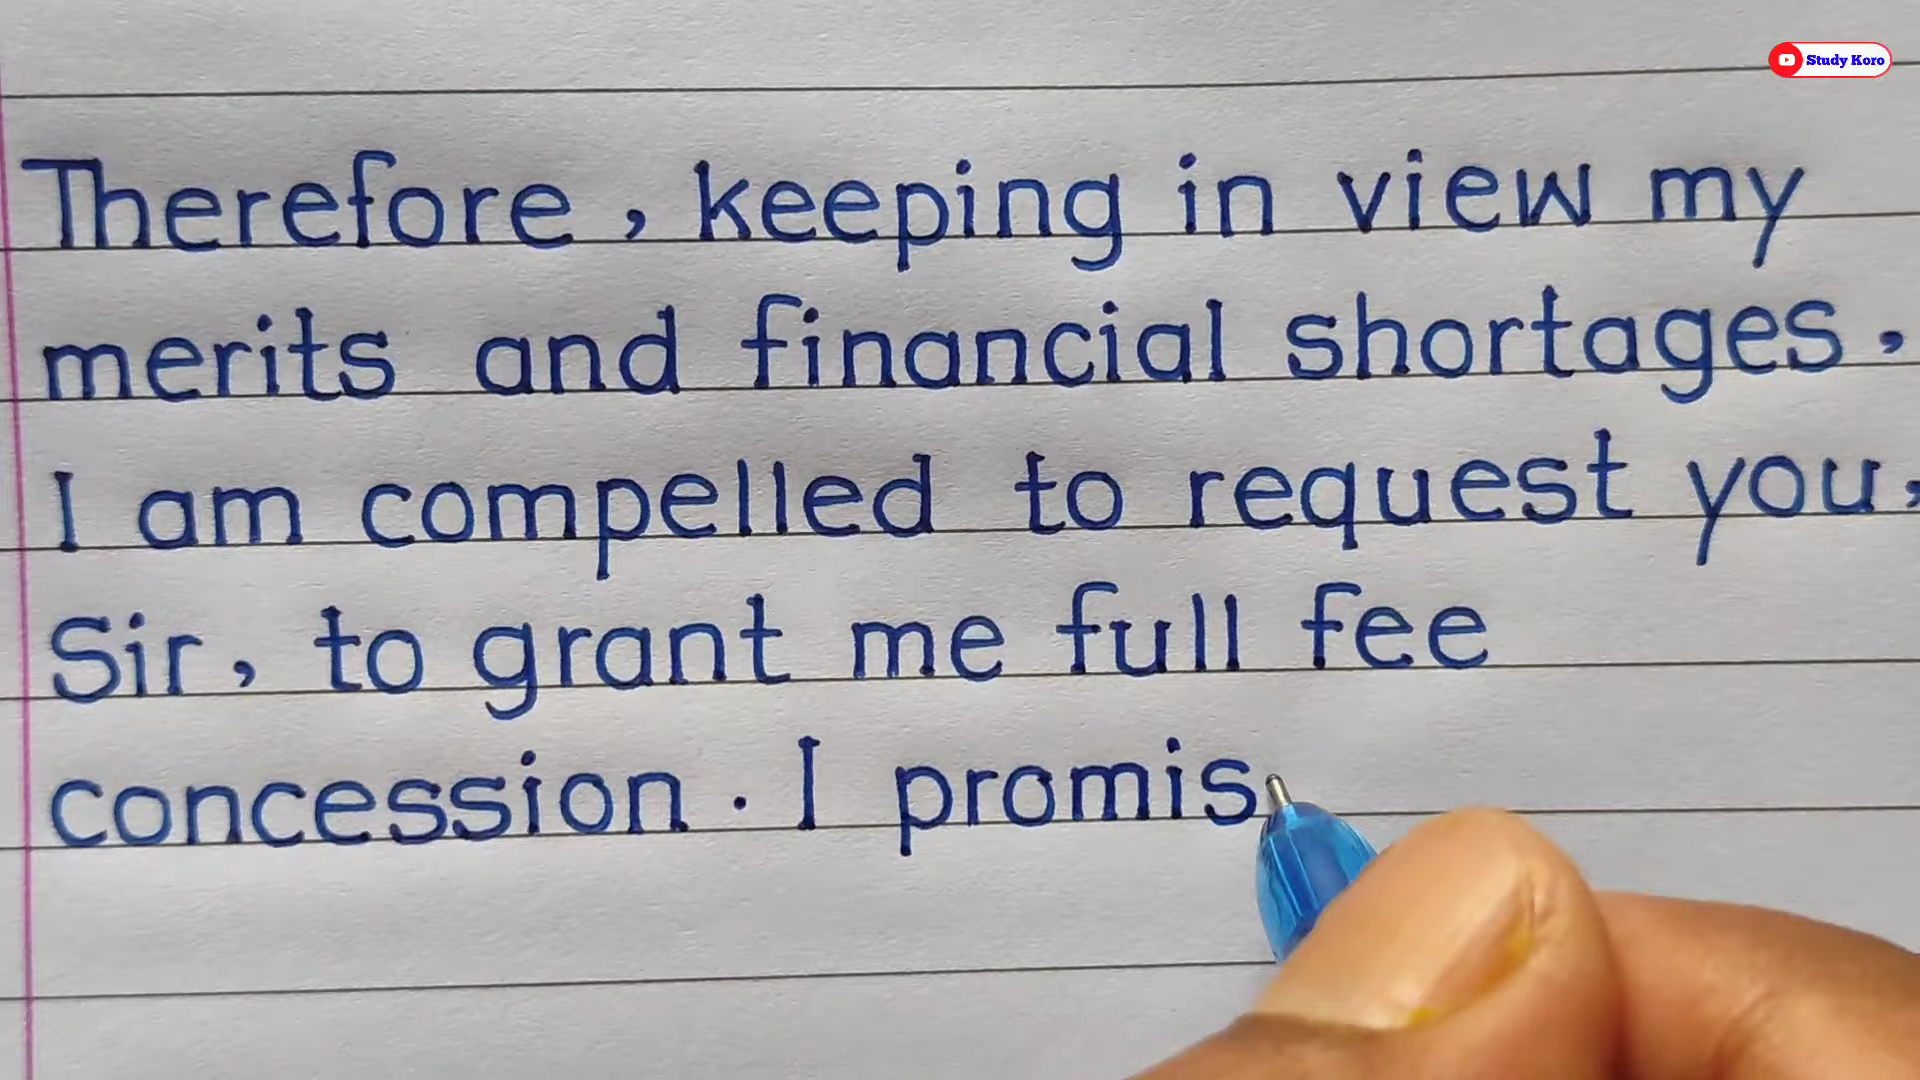 Study Koro
Therefore, keeping in view my
merits and financial shortages,
I am compelled to request you,
Sir, to grant me full fee
concession. I promis